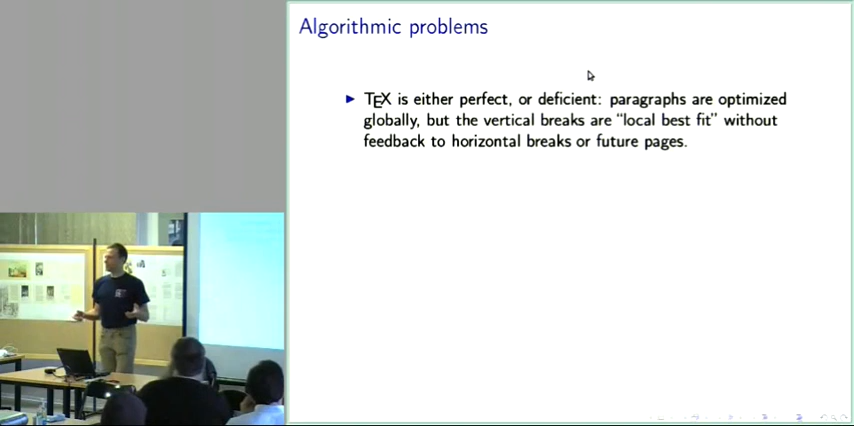 Algorithmic problems
TEX is either perfect, or deficient: paragraphs are optimized
globally, but the vertical breaks are "local best fit" without
feedback to horizontal breaks or future pages.